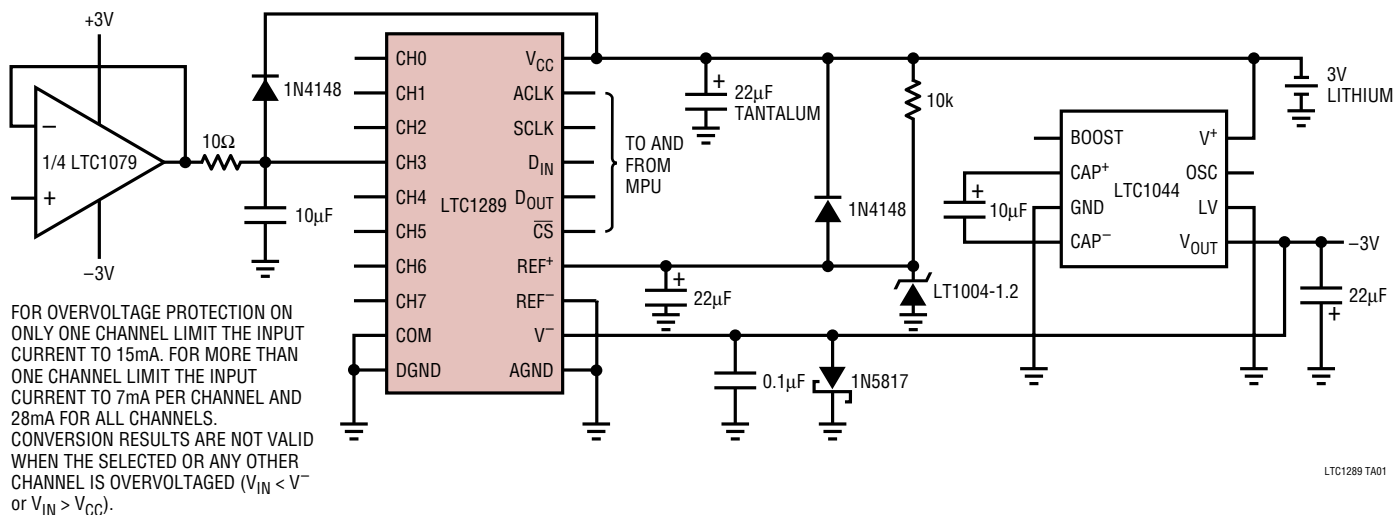 +3V
1/4 LTC1079
−
+
–3V
10Ω
1N4148
10µF
CH0
CH1
CH2
CH3
CH4
CH5
CH6
CH7
COM
DGND
LTC1289
VCC
ACLK
SCLK
DIN
DOUT
C̅S̅
REF+
REF–
V–
AGND
TO AND
FROM
MPU
+
22µF
TANTALUM
1N4148
10k
+
22µF
LT1004-1.2
0.1µF
1N5817
+
10µF
BOOST
CAP+
GND
CAP–
LTC1044
V+
OSC
LV
VOUT
3V
LITHIUM
–3V
22µF
+
FOR OVERVOLTAGE PROTECTION ON
ONLY ONE CHANNEL LIMIT THE INPUT
CURRENT TO 15mA. FOR MORE THAN
ONE CHANNEL LIMIT THE INPUT
CURRENT TO 7mA PER CHANNEL AND
28mA FOR ALL CHANNELS.
CONVERSION RESULTS ARE NOT VALID
WHEN THE SELECTED OR ANY OTHER
CHANNEL IS OVERVOLTAGED (VIN < V–
or VIN > VCC).
LTC1289 TA01